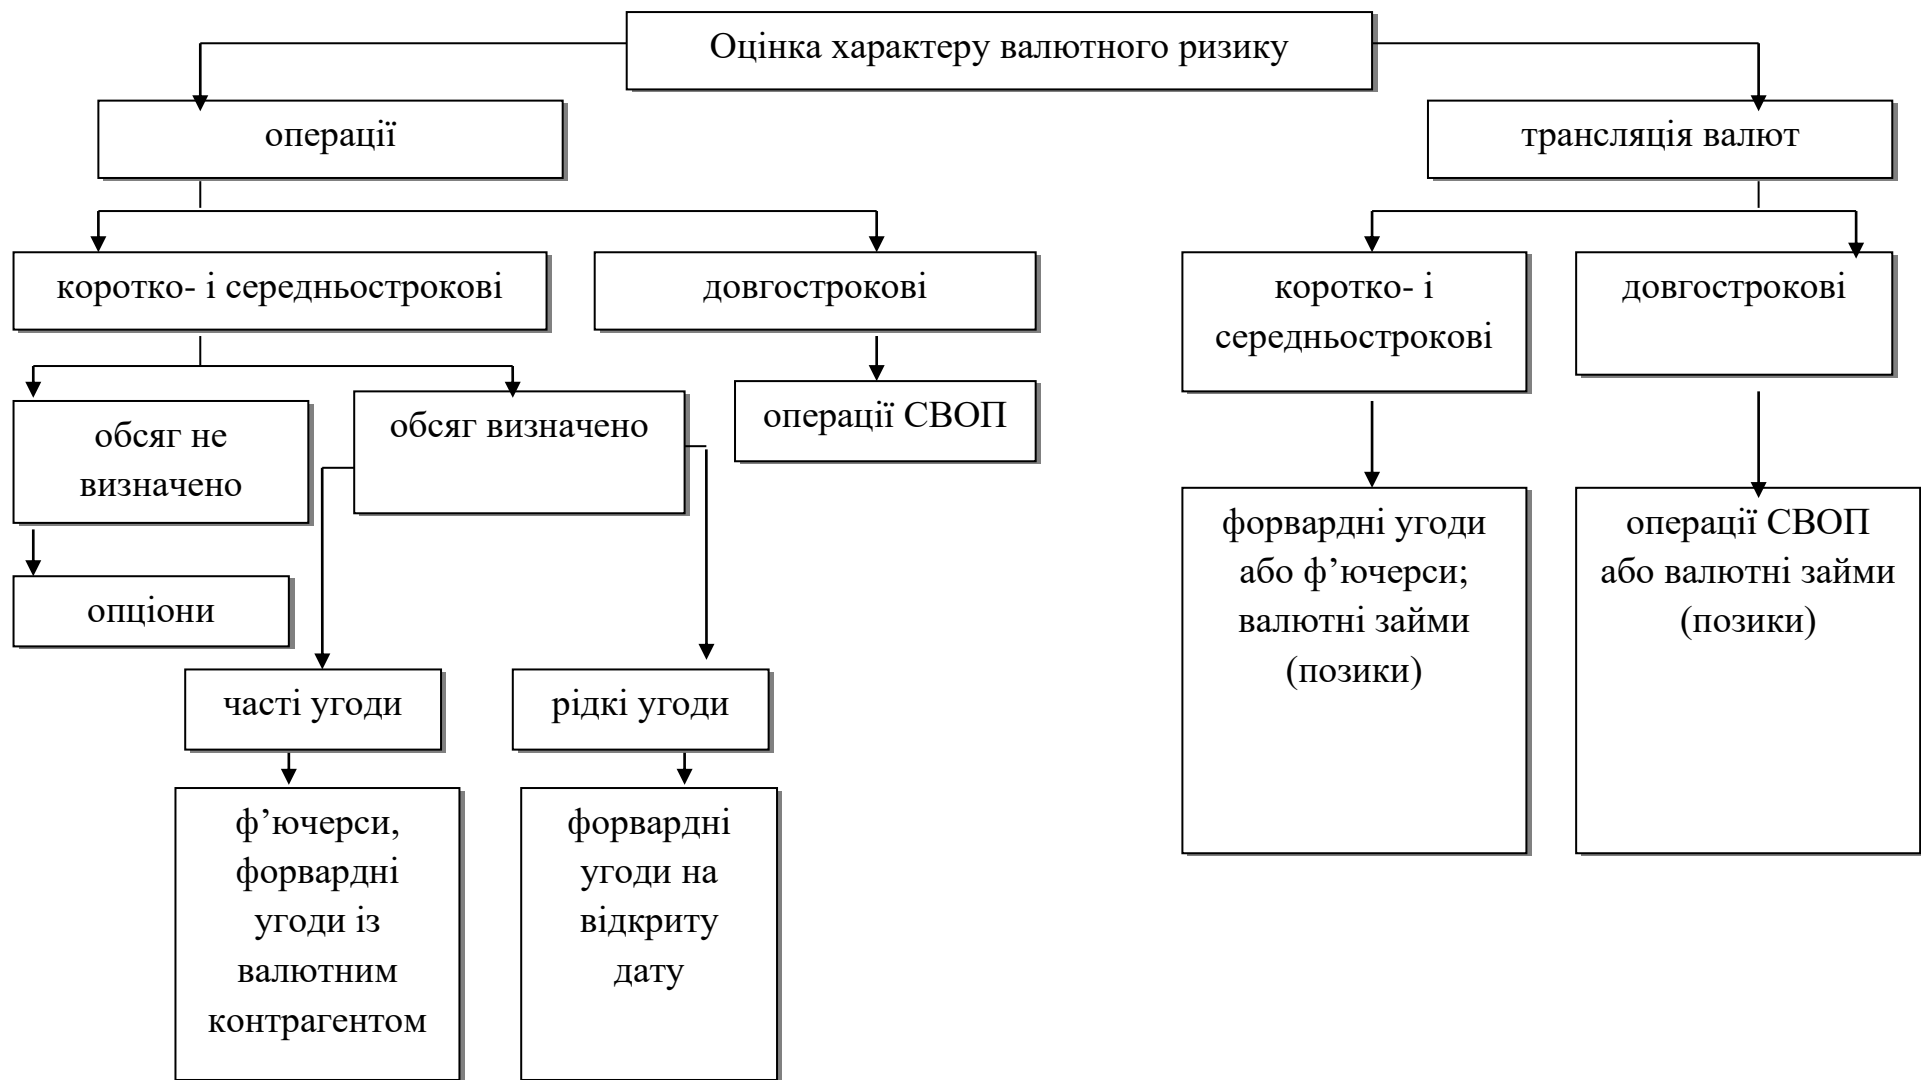 Оцінка характеру валютного ризику
операції
трансляція валют
коротко- і середньострокові
довгострокові
коротко- і
середньострокові
довгострокові
обсяг не
визначено
обсяг визначено
операції СВОП
опціони
форвардні угоди
або ф’ючерси;
валютні займи
(позики)
операції СВОП
або валютні займи
(позики)
часті угоди
рідкі угоди
ф’ючерси,
форвардні
угоди із
валютним
контрагентом
форвардні
угоди на
відкриту
дату